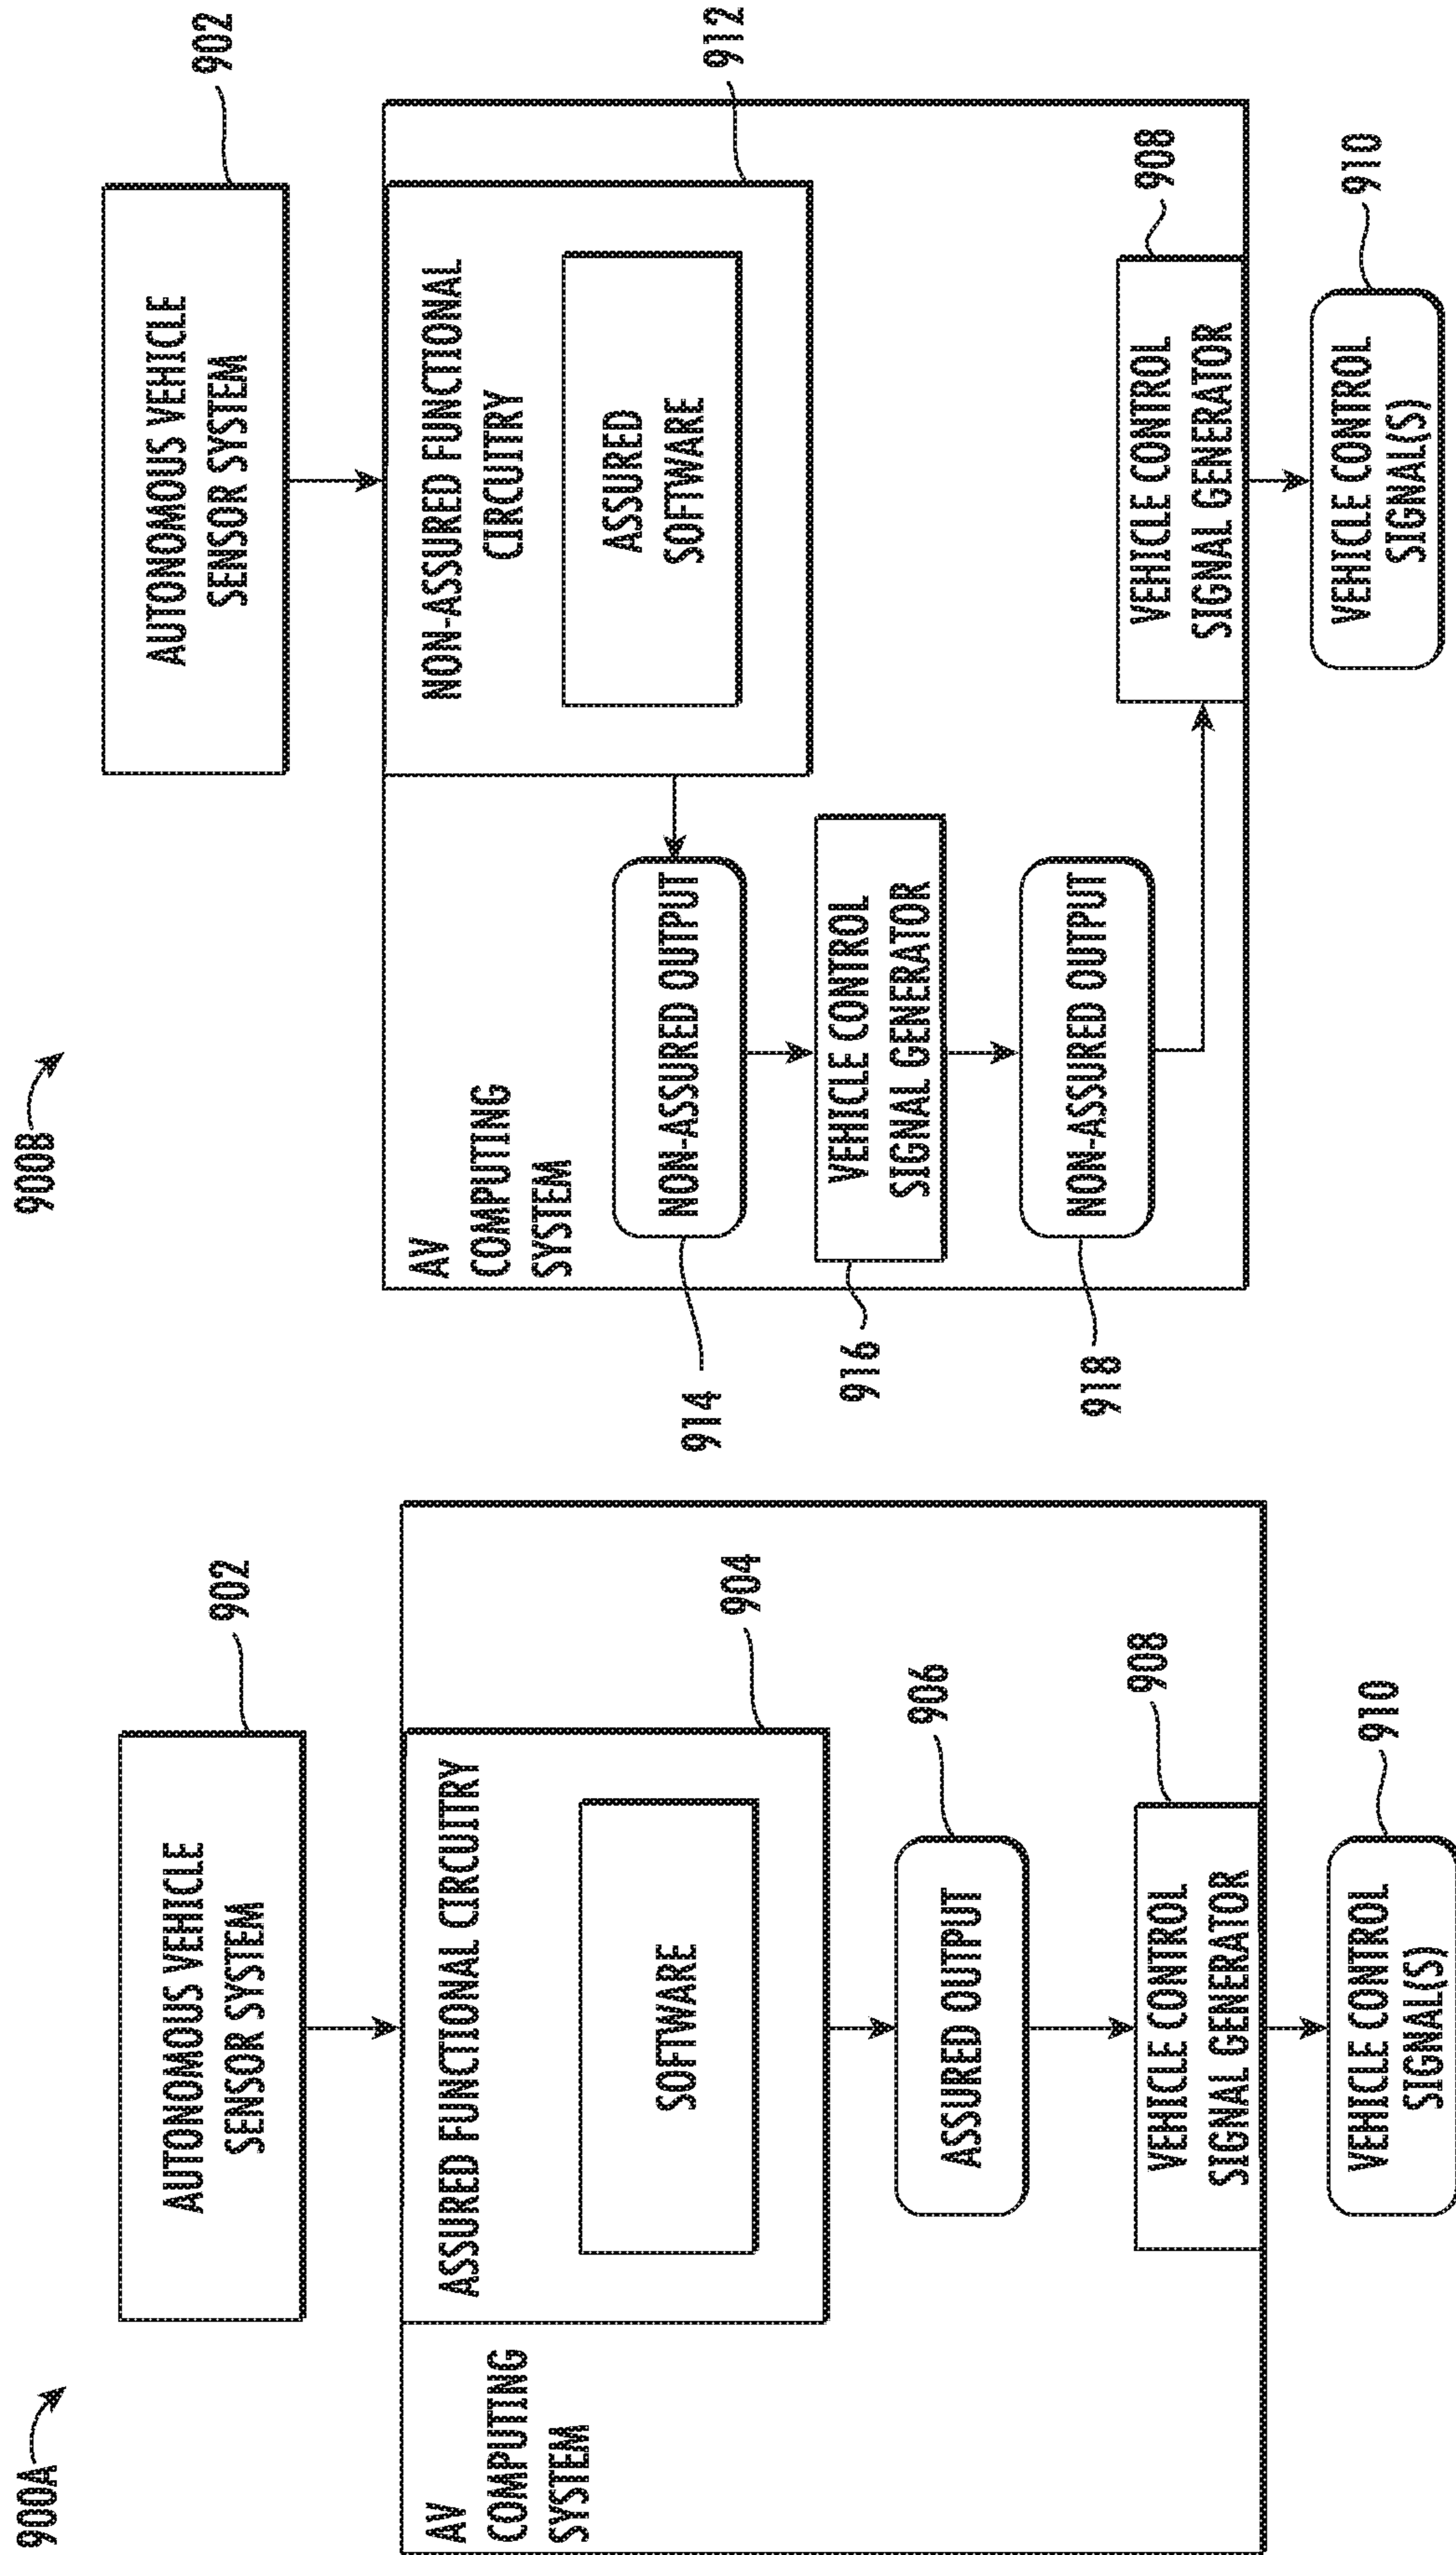 900A
902
AUTONOMOUS VEHICLE
SENSOR SYSTEM
AV
COMPUTING
SYSTEM
ASSURED FUNCTIONAL CIRCUITRY
904
SOFTWARE
906
ASSURED OUTPUT
908
VEHICLE CONTROL
SIGNAL GENERATOR
910
VEHICLE CONTROL
SIGNAL(S)
900B
902
AUTONOMOUS VEHICLE
SENSOR SYSTEM
AV
COMPUTING
SYSTEM
NON-ASSURED FUNCTIONAL
CIRCUITRY
912
ASSURED
SOFTWARE
914
NON-ASSURED OUTPUT
916
VEHICLE CONTROL
SIGNAL GENERATOR
918
NON-ASSURED OUTPUT
908
VEHICLE CONTROL
SIGNAL GENERATOR
910
VEHICLE CONTROL
SIGNAL(S)